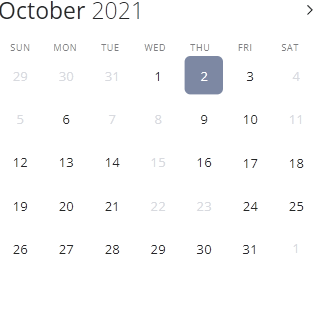 October 2021 >
SUN MON TUE WED THU FRI SAT
29 30 31 1 2 3 4
5 6 7 8 9 10 11
12 13 14 15 16 17 18
19 20 21 22 23 24 25
26 27 28 29 30 31 1